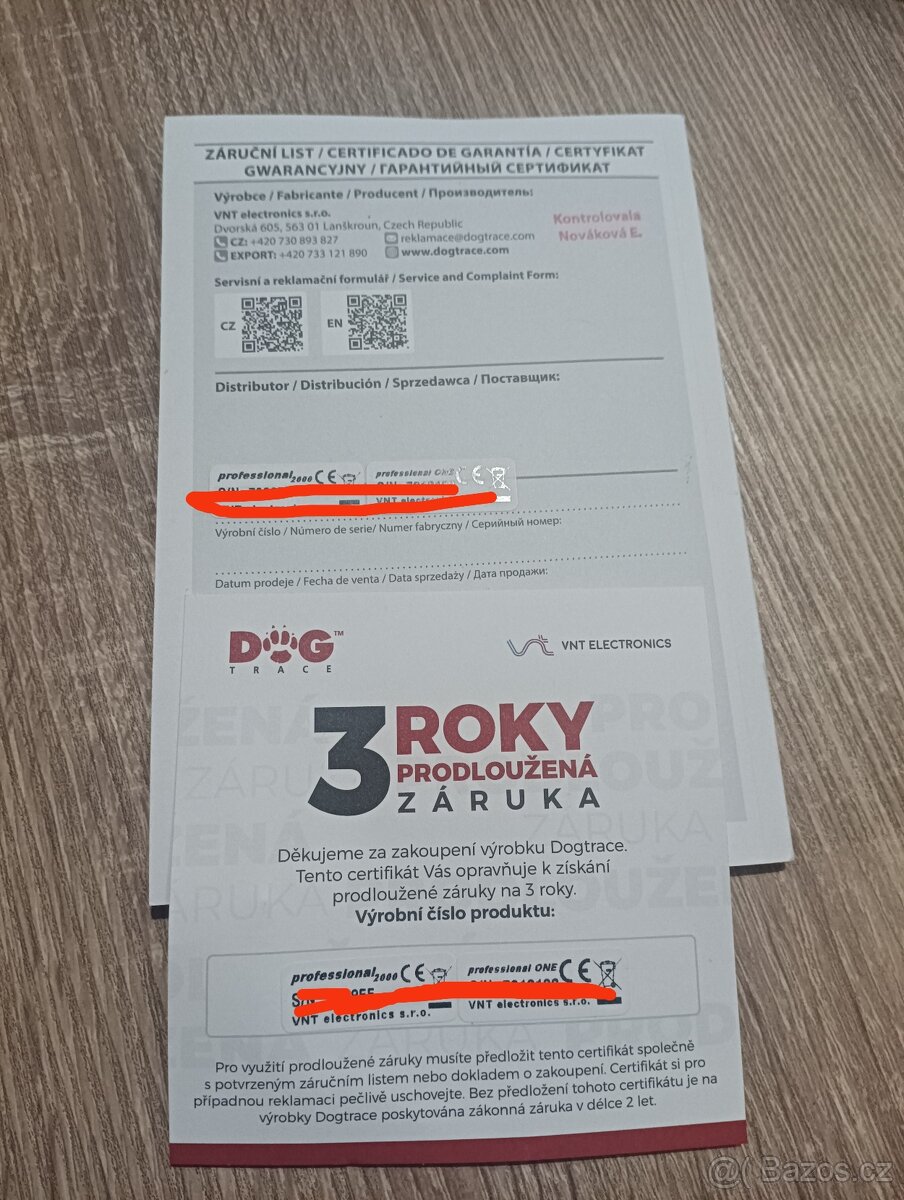 ZÁRUČNÍ LIST / CERTIFICADO DE GARANTÍA / CERTYFIKAT
GWARANCYJNY / ГАРАНТИЙНЫЙ СЕРТИФИКАТ
Výrobce / Fabricante / Producent / Производитель:
VNT electronics s.r.o.
Dvorská 605, 563 01 Lanškroun, Czech Republic
CZ: +420 730 893 827 reklamace@dogtrace.com
EXPORT: +420 733 121 890 www.dogtrace.com
Kontrolovala
Nováková E.
Servisní a reklamační formulář / Service and Complaint Form:
CZ EN
Distributor / Distribución / Sprzedawca / Поставщик:
professional 2000 CE professional ONE CE
VNT electronics
Výrobní číslo / Número de serie/ Numer fabryczny / Серийный номер:
Datum prodeje / Fecha de venta / Data sprzedaży / Дата продажи:
DOG™
TRACE
VNT ELECTRONICS
3 ROKY
PRODLOUŽENÁ
ZÁRUKA
Děkujeme za zakoupení výrobku Dogtrace.
Tento certifikát Vás opravňuje k získání
prodloužené záruky na 3 roky.
Výrobní číslo produktu:
professional 2000 CE professional ONE CE
VNT electronics s.r.o. VNT electronics s.r.o.
Pro využití prodloužené záruky musíte předložit tento certifikát společně
s potvrzeným záručním listem nebo dokladem o zakoupení. Certifikát si pro
případnou reklamaci pečlivě uschovejte. Bez předložení tohoto certifikátu je na
výrobky Dogtrace poskytována zákonná záruka v délce 2 let.
@( Bazos.cz